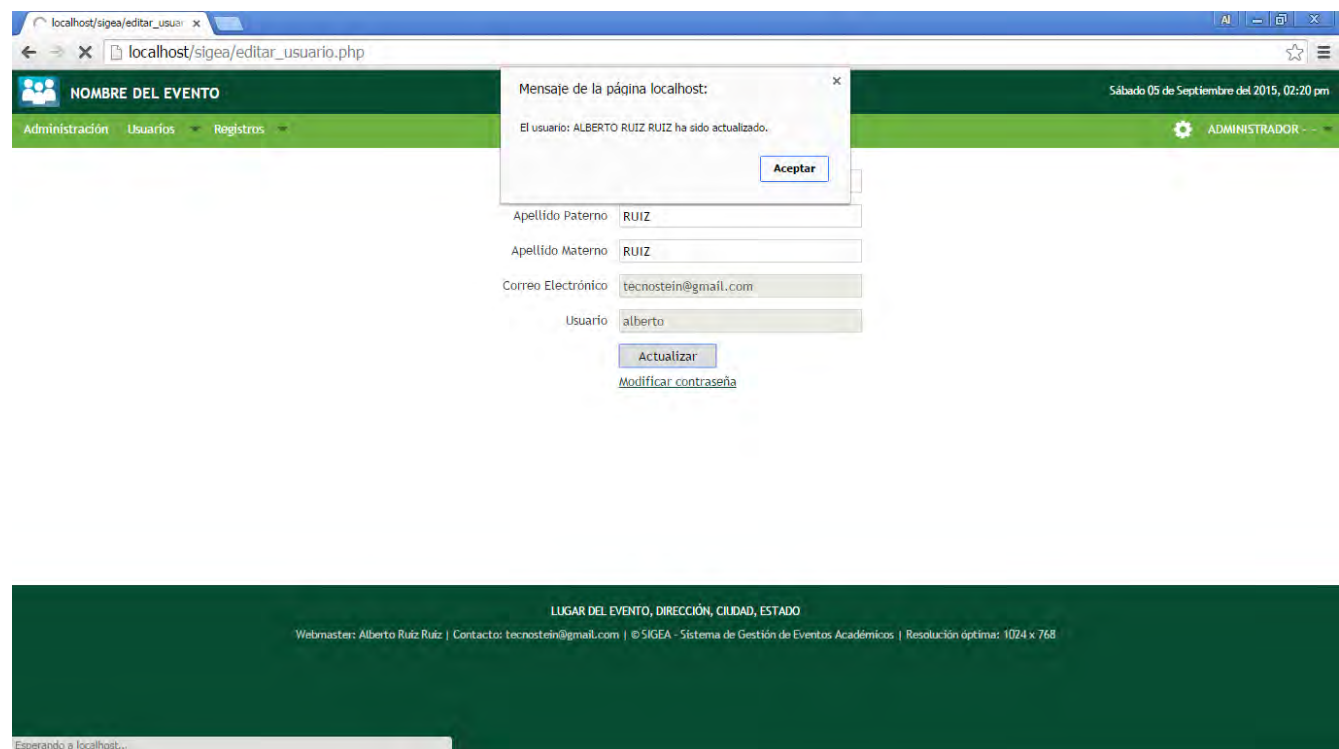 localhost/sigea/editar_usuar
AL
localhost/sigea/editar_usuario.php
NOMBRE DEL EVENTO
Sábado 05 de Septiembre del 2015, 02:20 pm
Mensaje de la página localhost:
El usuario: ALBERTO RUIZ RUIZ ha sido actualizado.
Aceptar
Administración Usuarios Registros
ADMINISTRADOR - -
Apellido Paterno RUIZ
Apellido Materno RUIZ
Correo Electrónico tecnostein@gmail.com
Usuario alberto
Actualizar
Modificar contraseña
LUGAR DEL EVENTO, DIRECCIÓN, CIUDAD, ESTADO
Webmaster: Alberto Ruiz Ruiz | Contacto: tecnostein@gmail.com | © SIGEA - Sistema de Gestión de Eventos Académicos | Resolución óptima: 1024 x 768
Esperando a localhost...